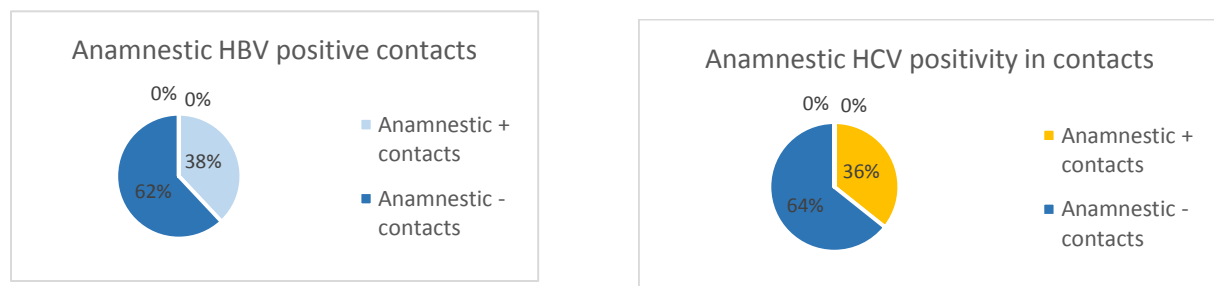 Anamnestic HBV positive contacts
0% 0%
38%
62%
Anamnestic +
contacts
Anamnestic -
contacts
Anamnestic HCV positivity in contacts
0% 0%
36%
64%
Anamnestic +
contacts
Anamnestic -
contacts